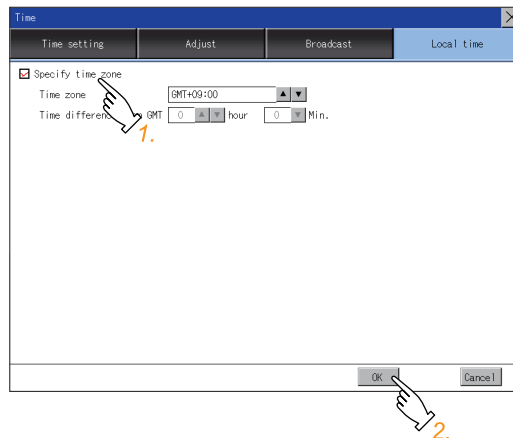 Time
Time setting Adjust Broadcast Local time
Specify time zone
Time zone GMT+09:00
Time differen GMT 0 hour 0 Min.
1.
OK Cancel
2.